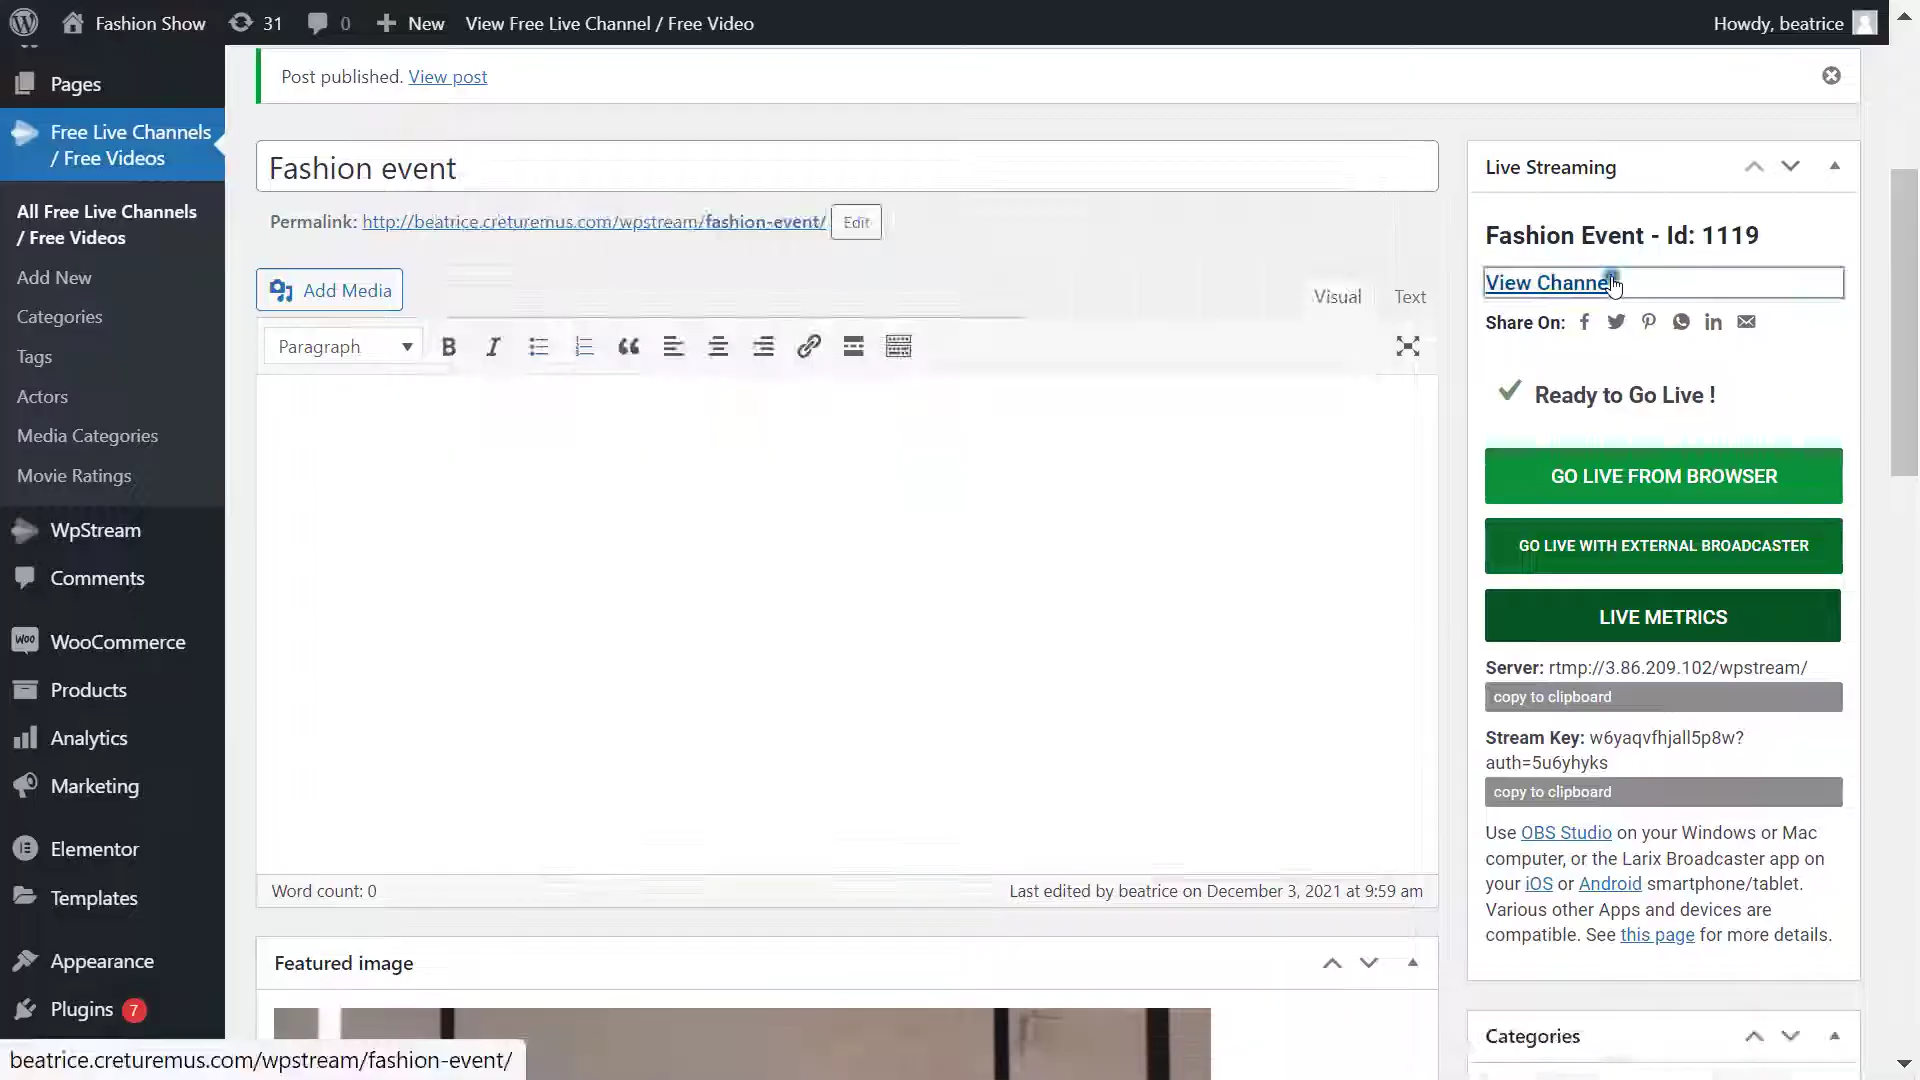 Fashion Show 31 0 New View Free Live Channel / Free Video Howdy, beatrice
Pages
Free Live Channels
/ Free Videos
All Free Live Channels
/ Free Videos
Add New
Categories
Tags
Actors
Media Categories
Movie Ratings
WpStream
Comments
WooCommerce
Products
Analytics
Marketing
Elementor
Templates
Appearance
Plugins 7
beatrice.creturemus.com/wpstream/fashion-event/
Post published. View post
Fashion event
Permalink: http://beatrice.creturemus.com/wpstream/fashion-event/ Edit
Add Media
Visual Text
Paragraph
Word count: 0 Last edited by beatrice on December 3, 2021 at 9:59 am
Featured image
Live Streaming
Fashion Event - Id: 1119
View Channel
Share On:
Ready to Go Live !
GO LIVE FROM BROWSER
GO LIVE WITH EXTERNAL BROADCASTER
LIVE METRICS
Server: rtmp://3.86.209.102/wpstream/
copy to clipboard
Stream Key: w6yaqvfhjall5p8w?
auth=5u6yhyks
copy to clipboard
Use OBS Studio on your Windows or Mac
computer, or the Larix Broadcaster app on
your iOS or Android smartphone/tablet.
Various other Apps and devices are
compatible. See this page for more details.
Categories